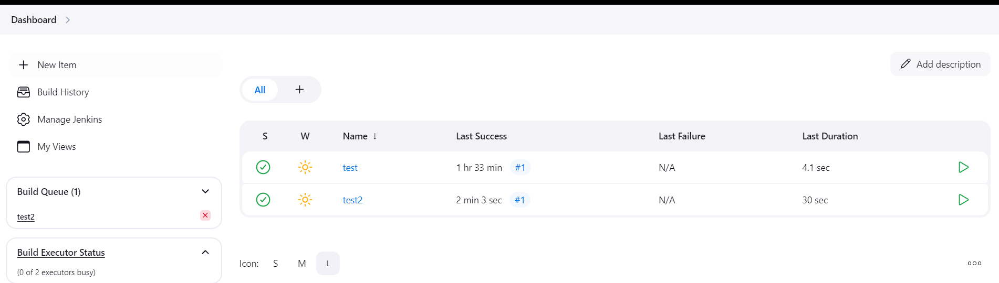 Dashboard
New Item
Build History
Manage Jenkins
My Views
Build Queue (1)
test2
Build Executor Status
(0 of 2 executors busy)
Add description
All
S W Name ↓ Last Success Last Failure Last Duration
test 1 hr 33 min #1 N/A 4.1 sec
test2 2 min 3 sec #1 N/A 30 sec
Icon: S M L